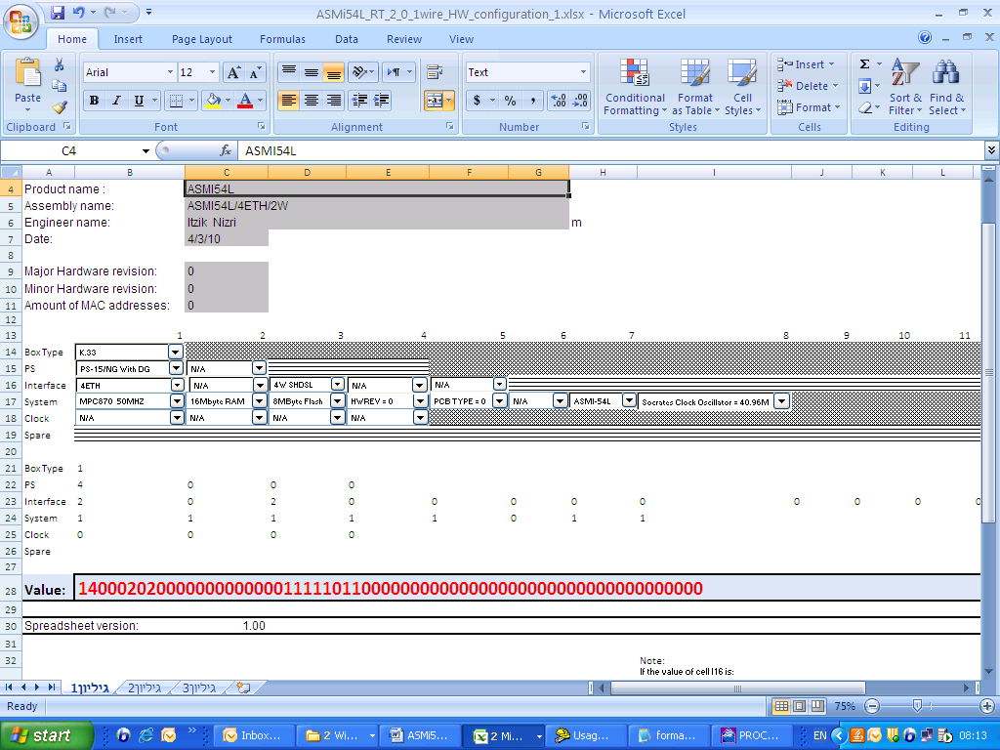 ASMi54L_RT_2_0_1wire_HW_configuration_1.xlsx - Microsoft Excel
Home Insert Page Layout Formulas Data Review View
Paste Arial 12 Text Conditional Formatting Format as Table Cell Styles Insert Delete Format Sort & Filter Find & Select
Clipboard Font Alignment Number Styles Cells Editing
C4 fx ASMI54L
A B C D E F G H I J K L
4 Product name : ASMI54L
5 Assembly name: ASMI54L/4ETH/2W
6 Engineer name: Itzik Nizri m
7 Date: 4/3/10
8
9 Major Hardware revision: 0
10 Minor Hardware revision: 0
11 Amount of MAC addresses: 0
12
13 1 2 3 4 5 6 7 8 9 10 11
14 BoxType K.33
15 PS PS-15/NG With DG N/A
16 Interface 4ETH N/A 4W SHDSL N/A N/A
17 System MPC870 50MHZ 16Mbyte RAM 8MByte Flash HWREV = 0 PCB TYPE = 0 N/A ASMI-54L Socrates Clock Oscillator = 40.96M
18 Clock N/A N/A N/A N/A
19 Spare
20
21 BoxType 1
22 PS 4 0 0 0
23 Interface 2 0 2 0 0 0 0 0 0 0 0 0
24 System 1 1 1 1 1 0 1 1
25 Clock 0 0 0 0
26 Spare
27
28 Value:
29
30 Spreadsheet version: 1.00
31
32 Note:
If the value of cell I16 is:
גיליון1 גיליון2 גיליון3
Ready 75%
start Inbox... 2 Wi... ASMi5... 2 Mi... Usag... forma... PROC... EN 08:13